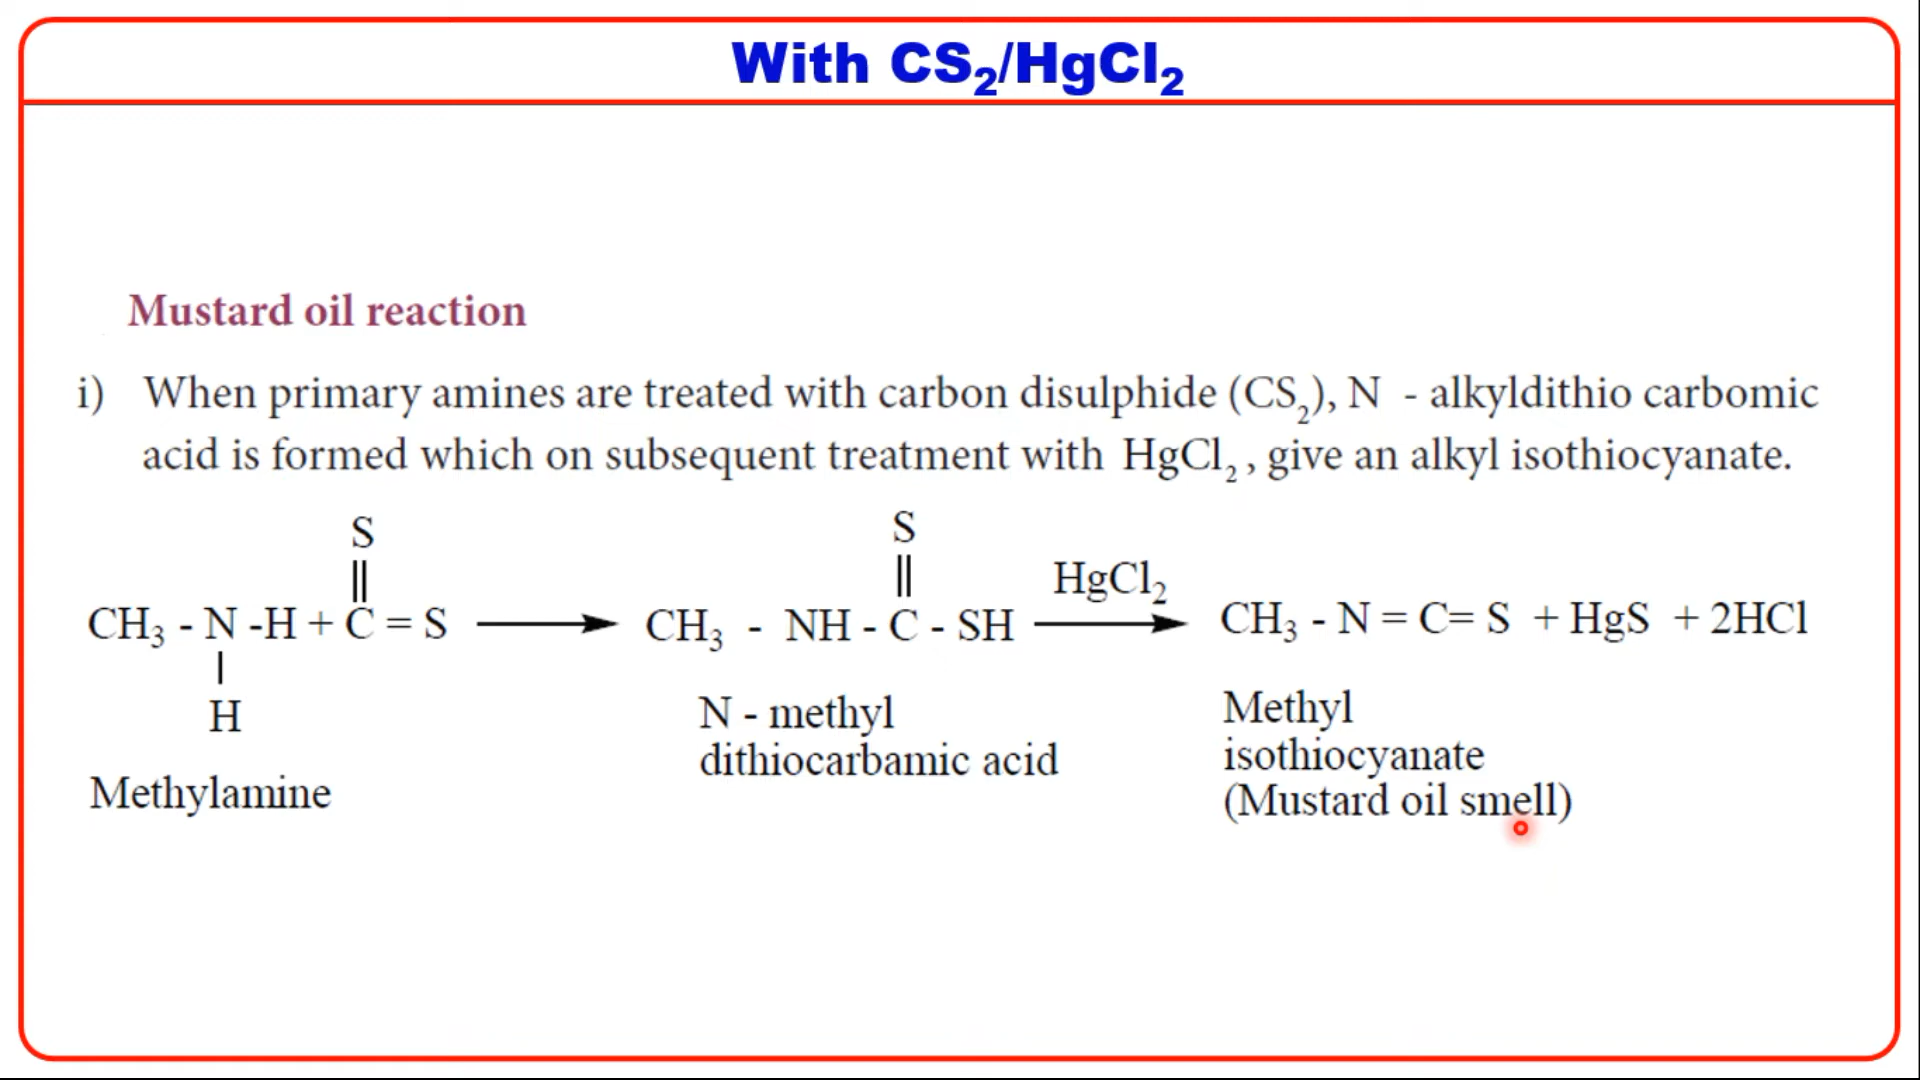 With CS₂/HgCl₂
Mustard oil reaction
i) When primary amines are treated with carbon disulphide (CS₂), N - alkyldithio carbomic
acid is formed which on subsequent treatment with HgCl₂, give an alkyl isothiocyanate.
S S
|| || HgCl₂
CH₃ - N -H + C = S ⟶ CH₃ - NH - C - SH ⟶ CH₃ - N = C= S + HgS + 2HCl
|
H
Methylamine
N - methyl
dithiocarbamic acid
Methyl
isothiocyanate
(Mustard oil smell)